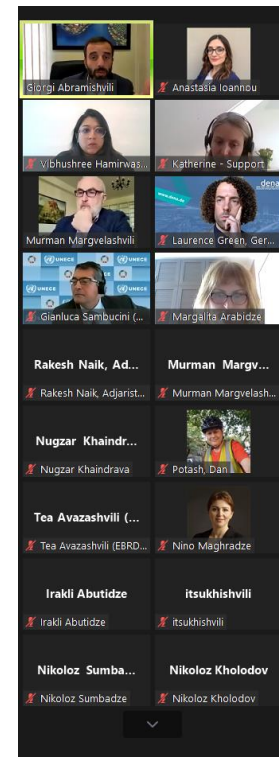 Giorgi Abramishvili
Anastasia Ioannou
Vibhushree Hamirwas...
Katherine - Support
Murman Margvelashvili
dena
www.dena.de
Laurence Green, Ger...
UNECE
UNECE
UNECE
Gianluca Sambucini (...
Margalita Arabidze
Rakesh Naik, Ad...
Rakesh Naik, Adjarist...
Murman Margv...
Murman Margvelash...
Nugzar Khaindr...
Nugzar Khaindrava
Potash, Dan
Tea Avazashvili (...
Tea Avazashvili (EBRD...
Nino Maghradze
Irakli Abutidze
Irakli Abutidze
itsukhishvili
itsukhishvili
Nikoloz Sumba...
Nikoloz Sumbadze
Nikoloz Kholodov
Nikoloz Kholodov